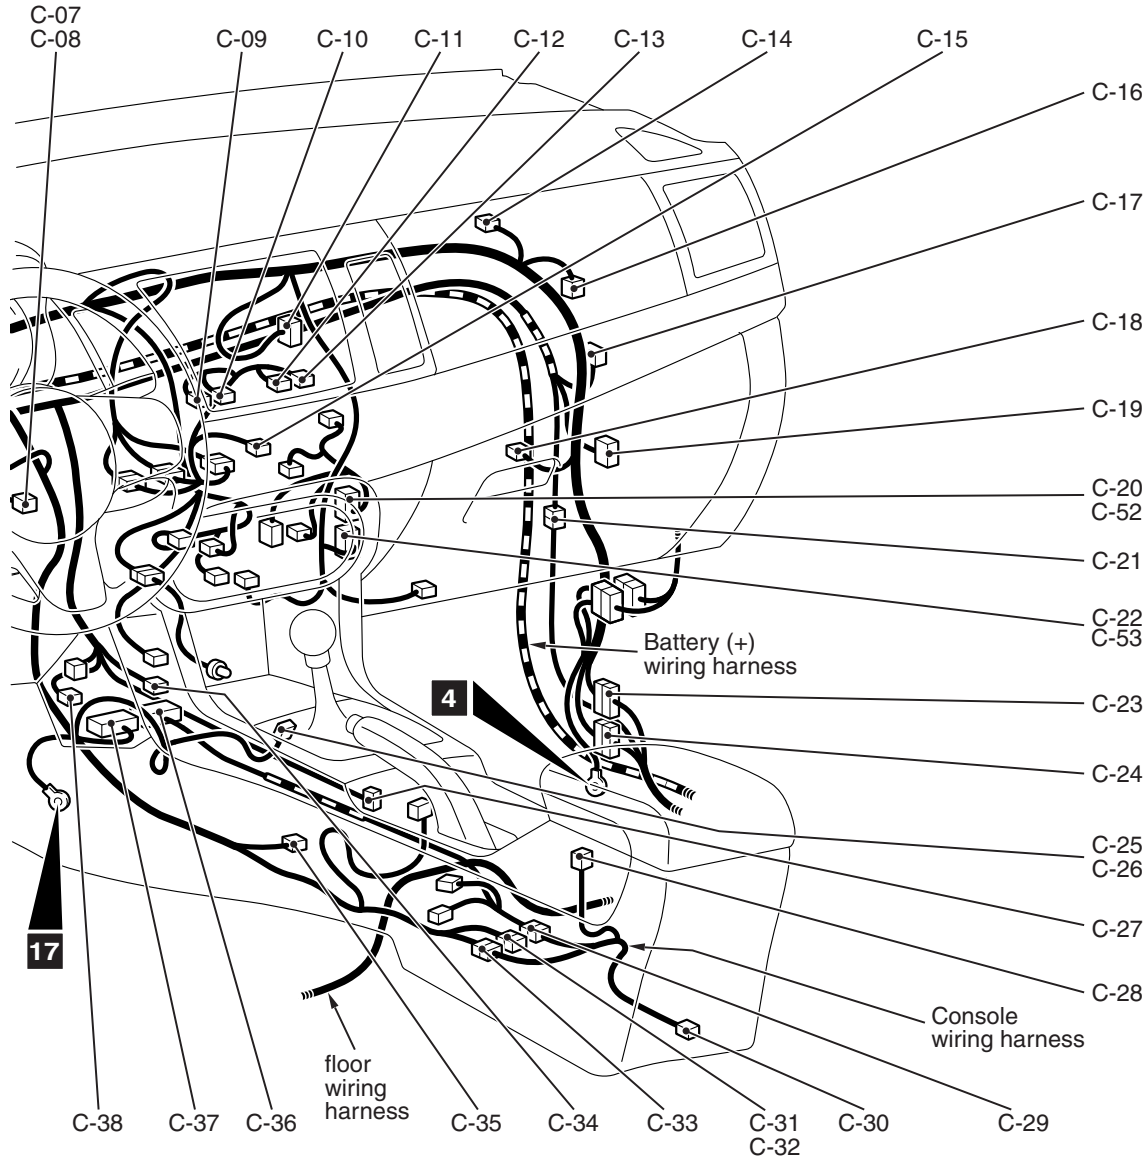 C-07
C-08
C-09
C-10
C-11
C-12
C-13
C-14
C-15
C-16
C-17
C-18
C-19
C-20
C-52
C-21
C-22
C-53
Battery (+)
wiring harness
4
C-23
C-24
C-25
C-26
C-27
17
C-28
Console
wiring harness
floor
wiring
harness
C-38
C-37
C-36
C-35
C-34
C-33
C-31
C-32
C-30
C-29